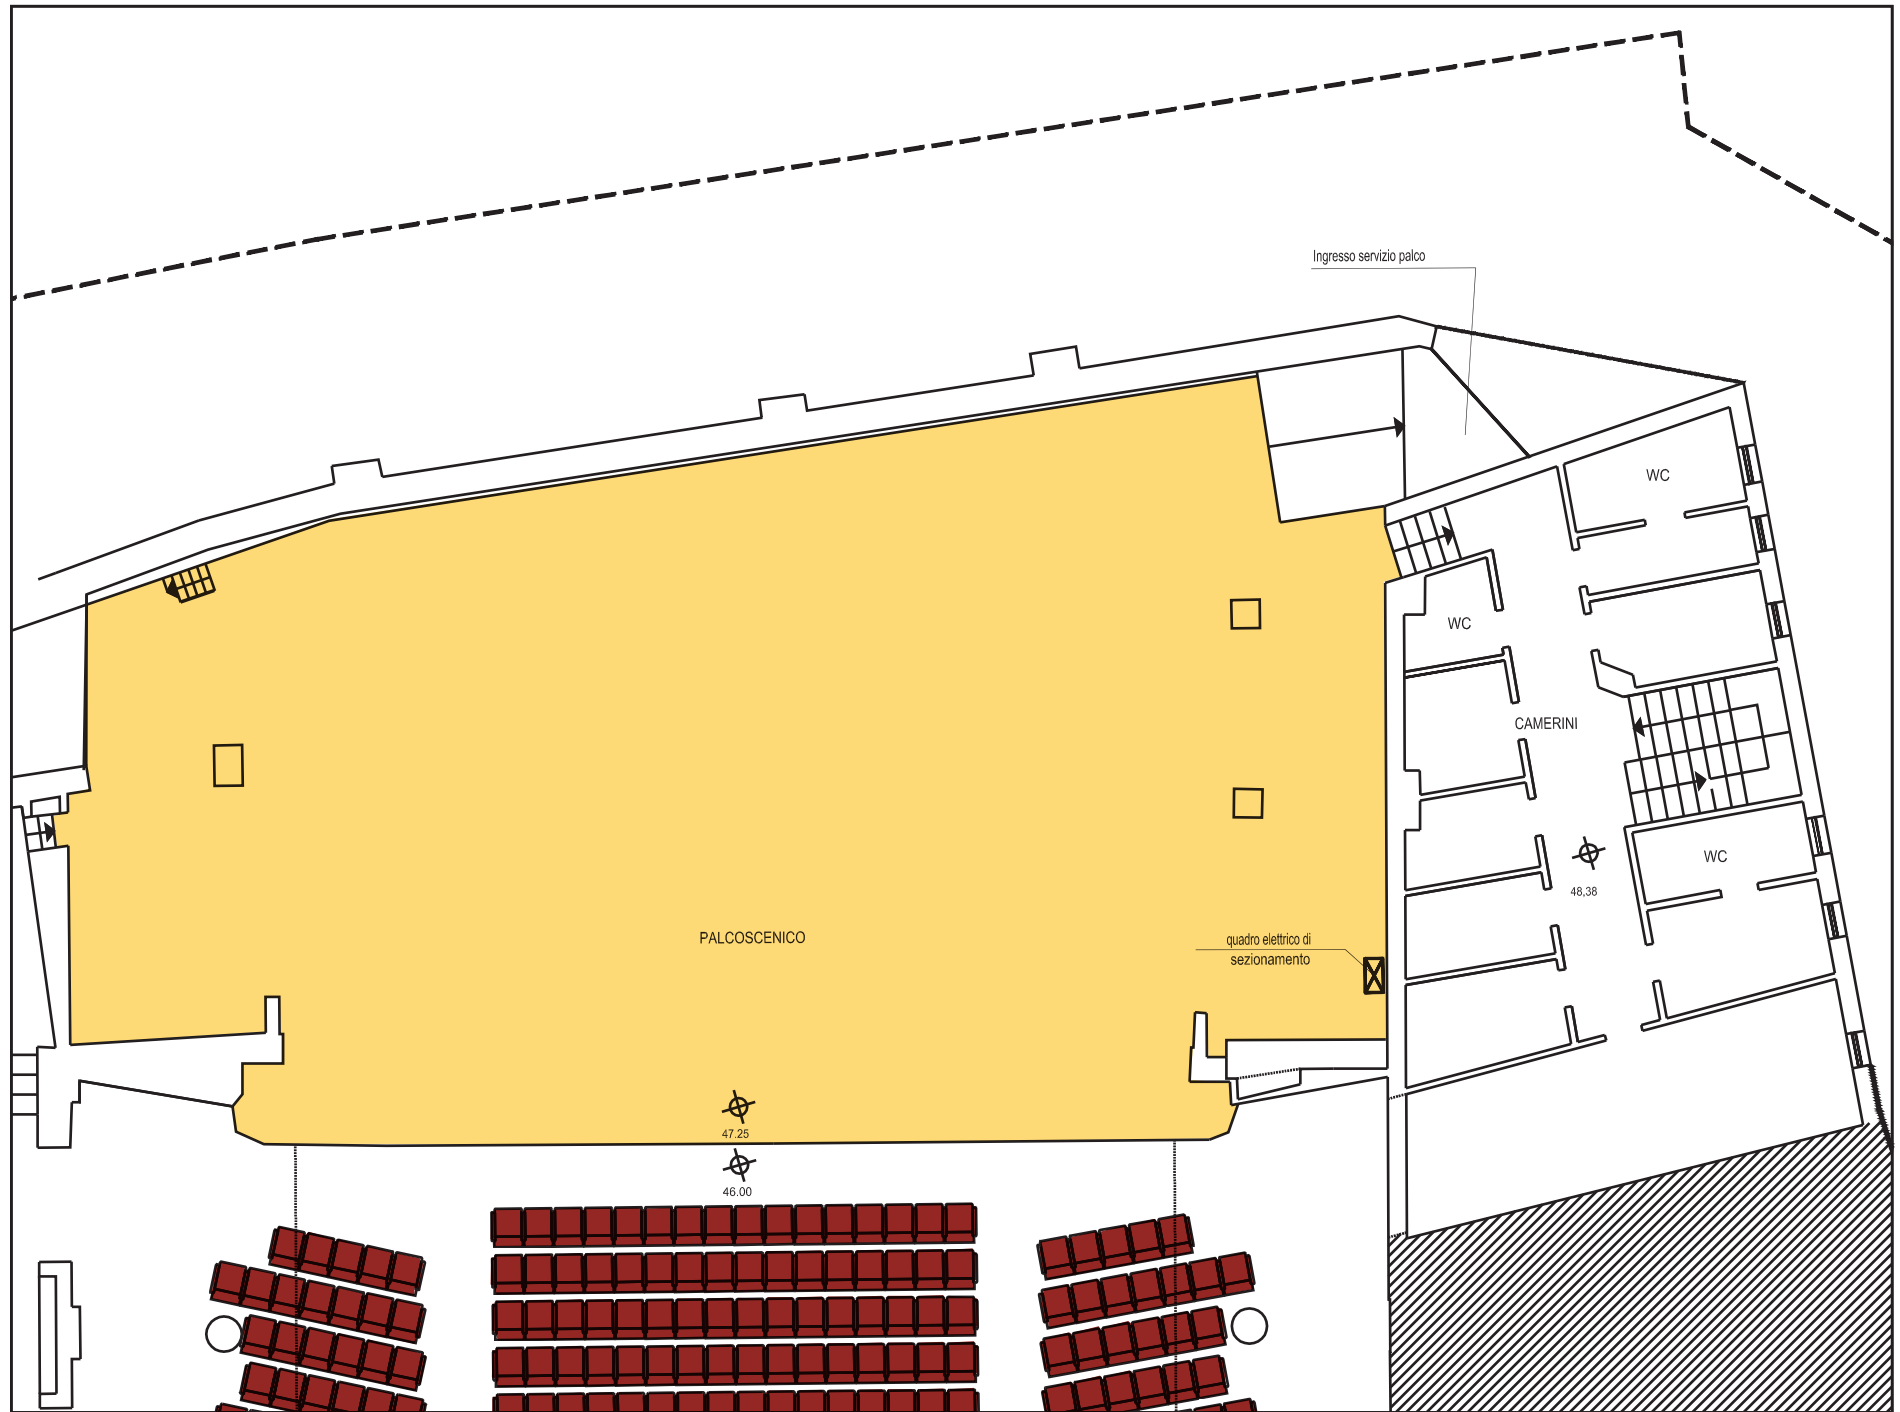 Ingresso servizio palco
WC
WC
CAMERINI
WC
48,38
PALCOSCENICO
quadro elettrico di
sezionamento
47.25
46.00